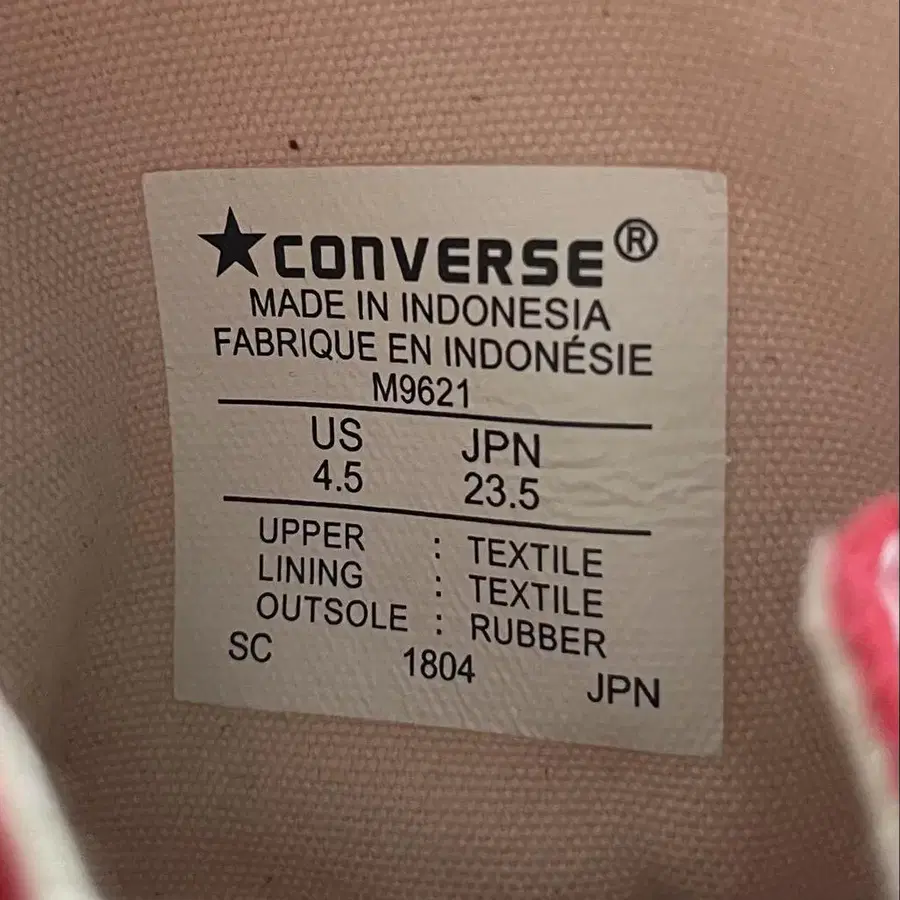 ★CONVERSE®
MADE IN INDONESIA
FABRIQUE EN INDONÉSIE
M9621
US JPN
4.5 23.5
UPPER : TEXTILE
LINING : TEXTILE
OUTSOLE : RUBBER
SC 1804 JPN